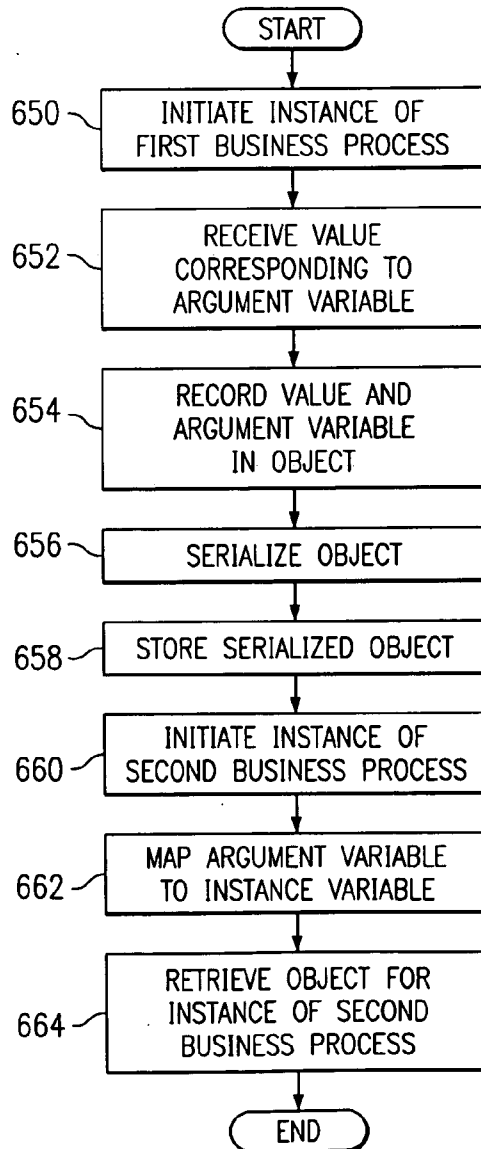 START
650
INITIATE INSTANCE OF
FIRST BUSINESS PROCESS
652
RECEIVE VALUE
CORRESPONDING TO
ARGUMENT VARIABLE
654
RECORD VALUE AND
ARGUMENT VARIABLE
IN OBJECT
656
SERIALIZE OBJECT
658
STORE SERIALIZED OBJECT
660
INITIATE INSTANCE OF
SECOND BUSINESS PROCESS
662
MAP ARGUMENT VARIABLE
TO INSTANCE VARIABLE
664
RETRIEVE OBJECT FOR
INSTANCE OF SECOND
BUSINESS PROCESS
END